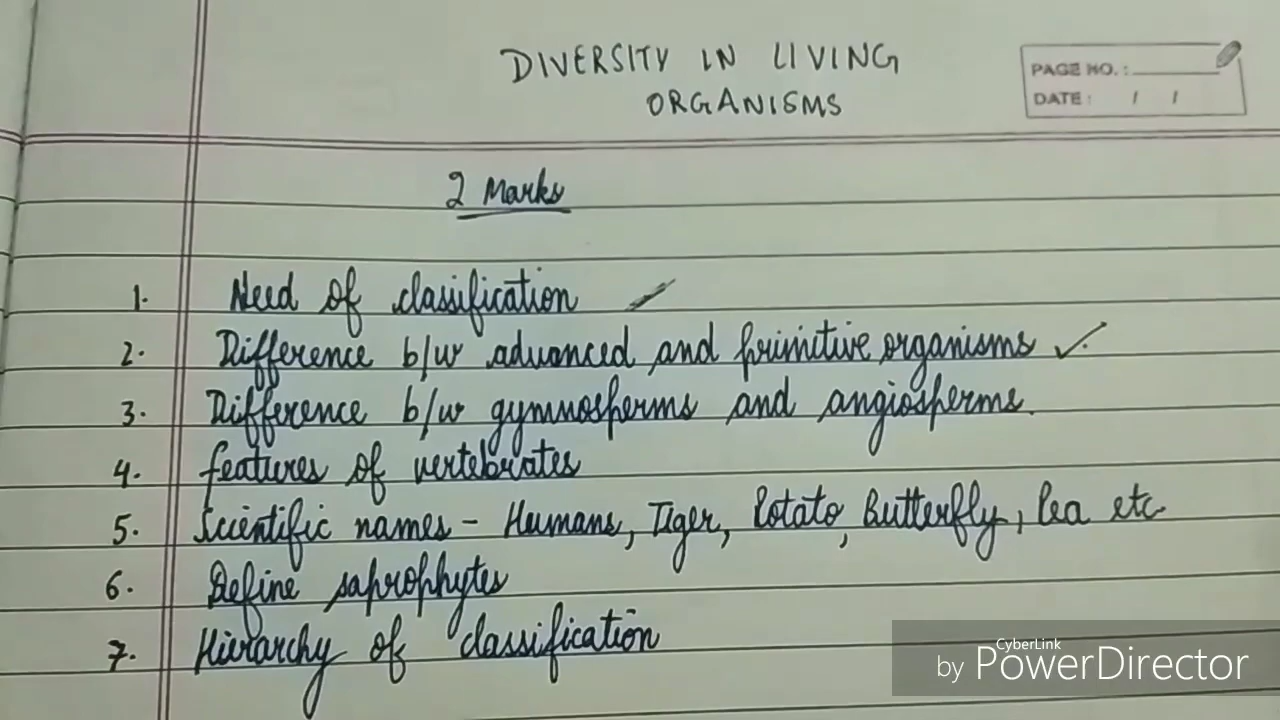 DIVERSITY IN LIVING
ORGANISMS
PAGE NO. :
DATE : / /
2 Marks
1. Need of classification
2. Difference b/w advanced and primitive organisms ✓
3. Difference b/w gymnosperms and angiosperms.
4. features of vertebrates
5. Scientific names - Humans, Tiger, Potato, Butterfly, Pea etc.
6. Define saprophytes
7. Hierarchy of classification
CyberLink
by PowerDirector